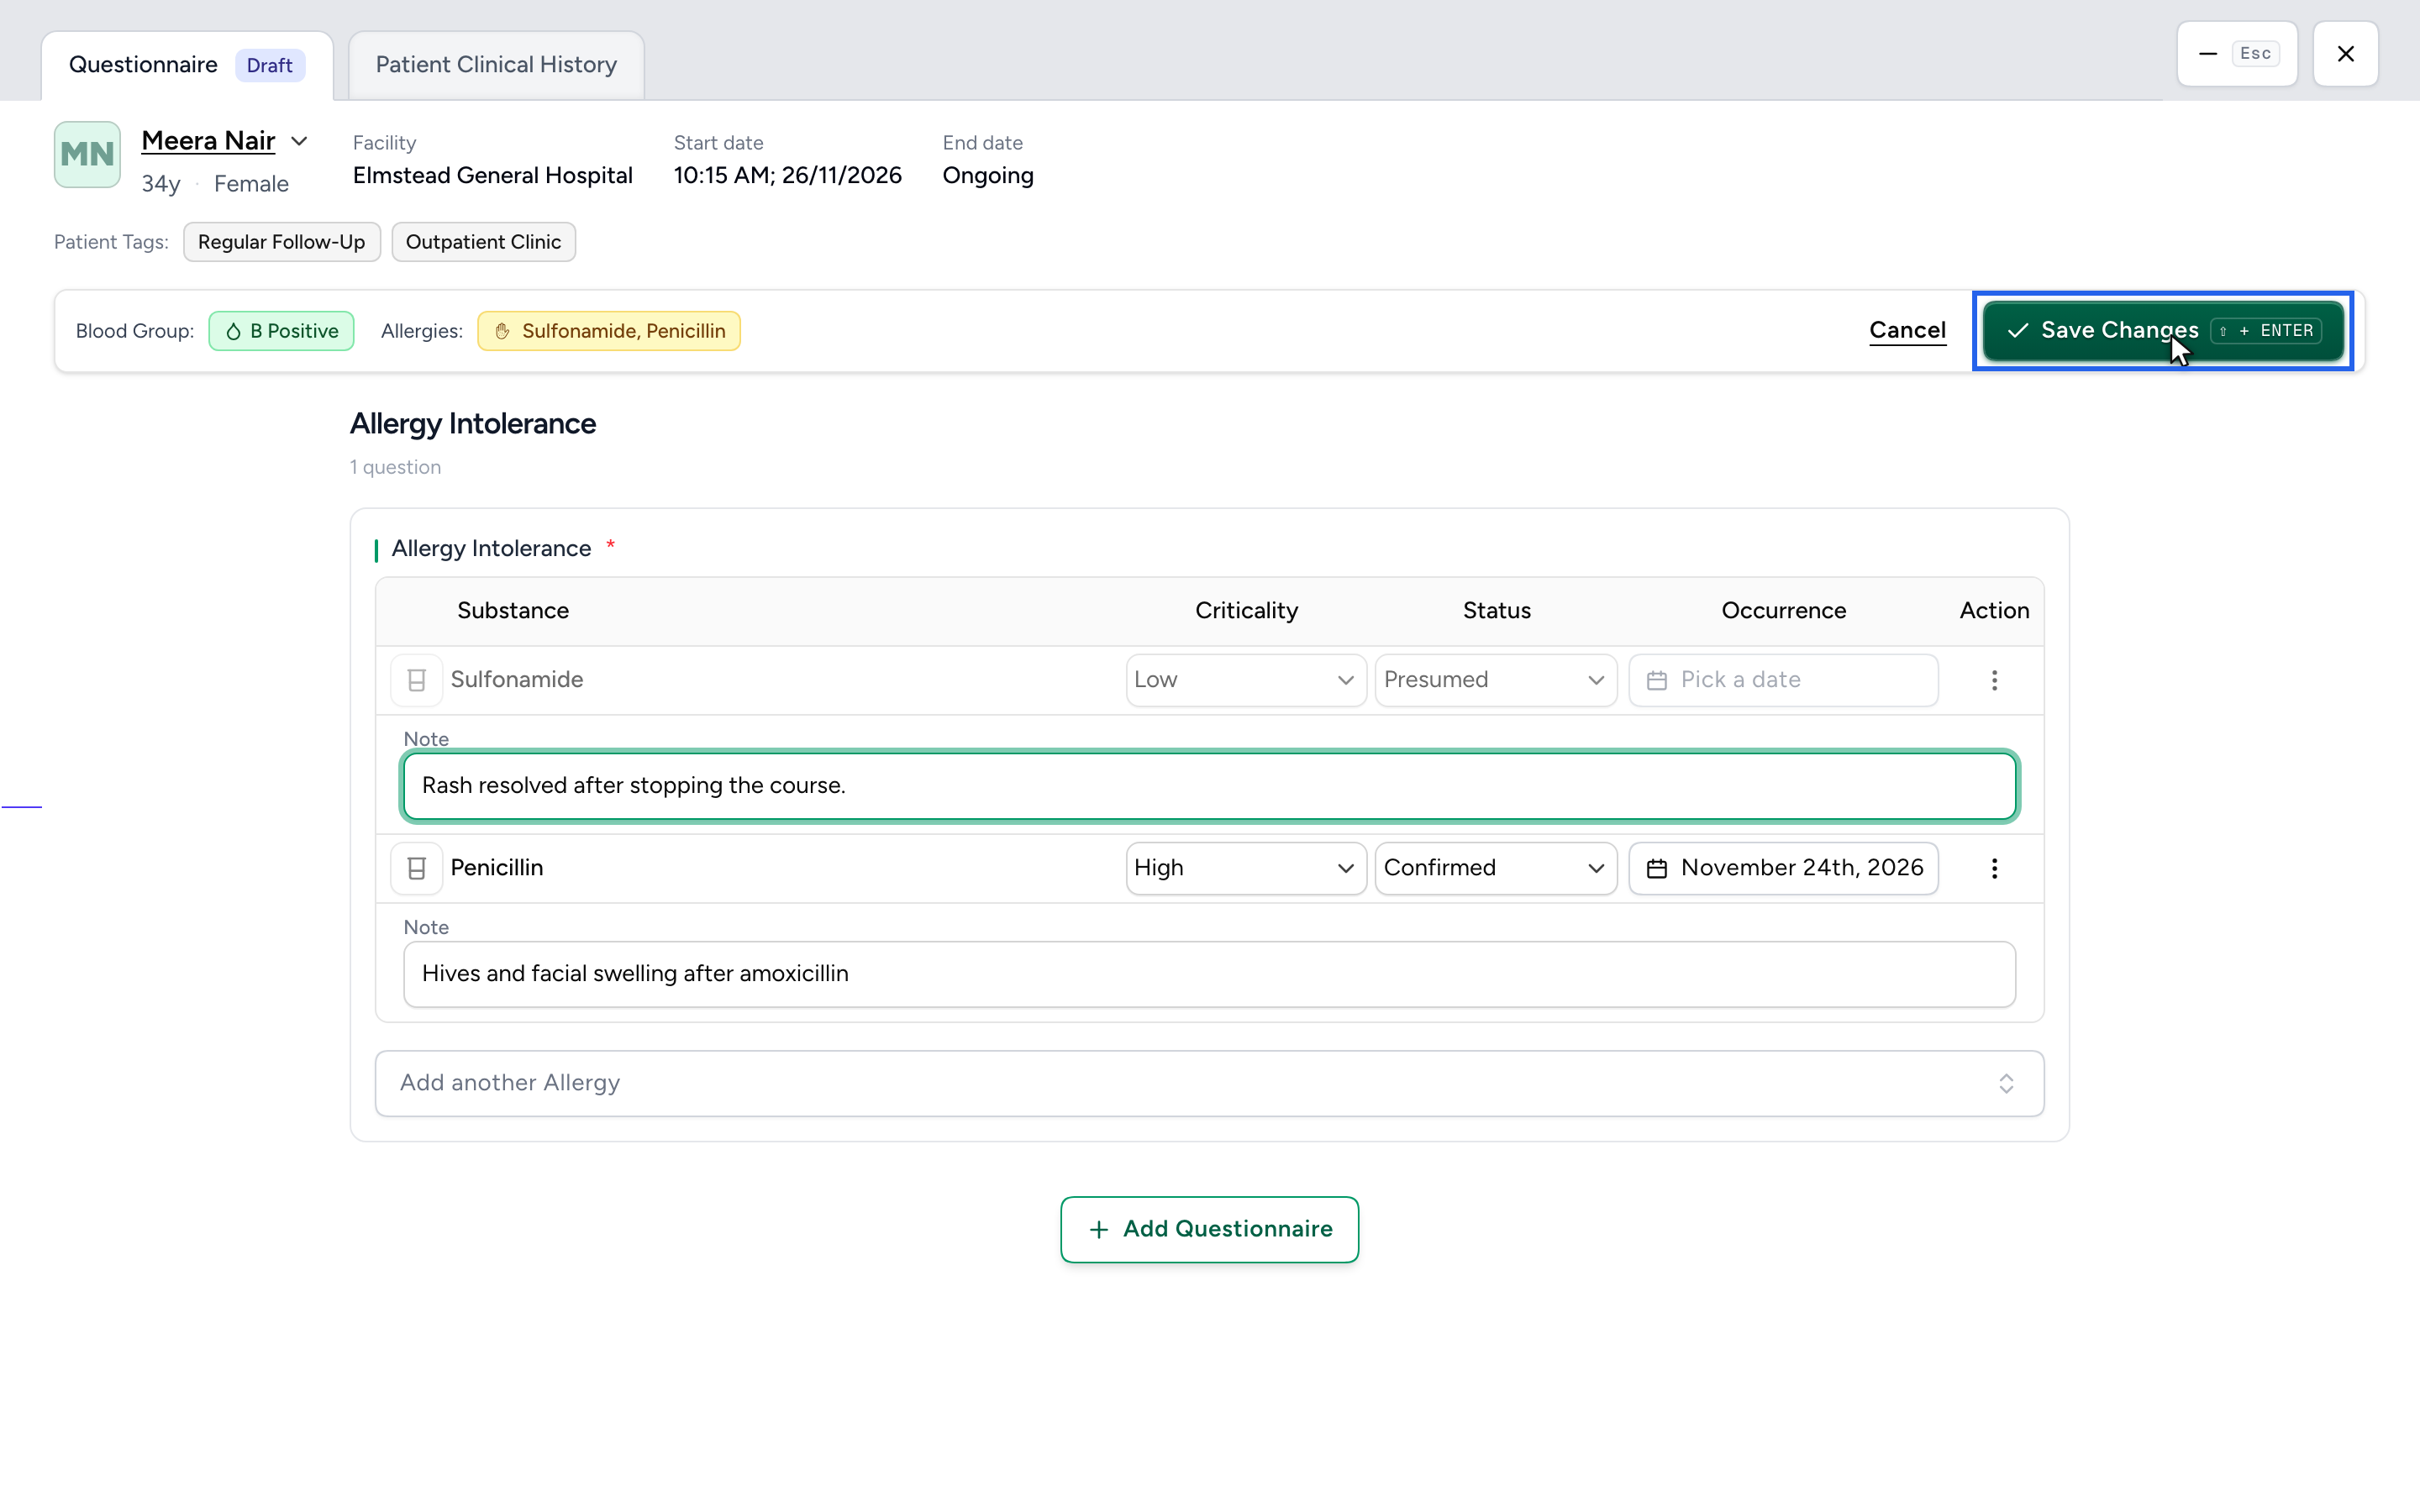 Questionnaire Draft Patient Clinical History Esc
MN Meera Nair Facility Start date End date
34y · Female Elmstead General Hospital 10:15 AM; 26/11/2026 Ongoing
Patient Tags: Regular Follow-Up Outpatient Clinic
Blood Group: B Positive Allergies: Sulfonamide, Penicillin Cancel Save Changes ⇧ + ENTER
Allergy Intolerance
1 question
Allergy Intolerance *
Substance Criticality Status Occurrence Action
Sulfonamide Low Presumed Pick a date
Note
Rash resolved after stopping the course.
Penicillin High Confirmed November 24th, 2026
Note
Hives and facial swelling after amoxicillin
Add another Allergy
+ Add Questionnaire